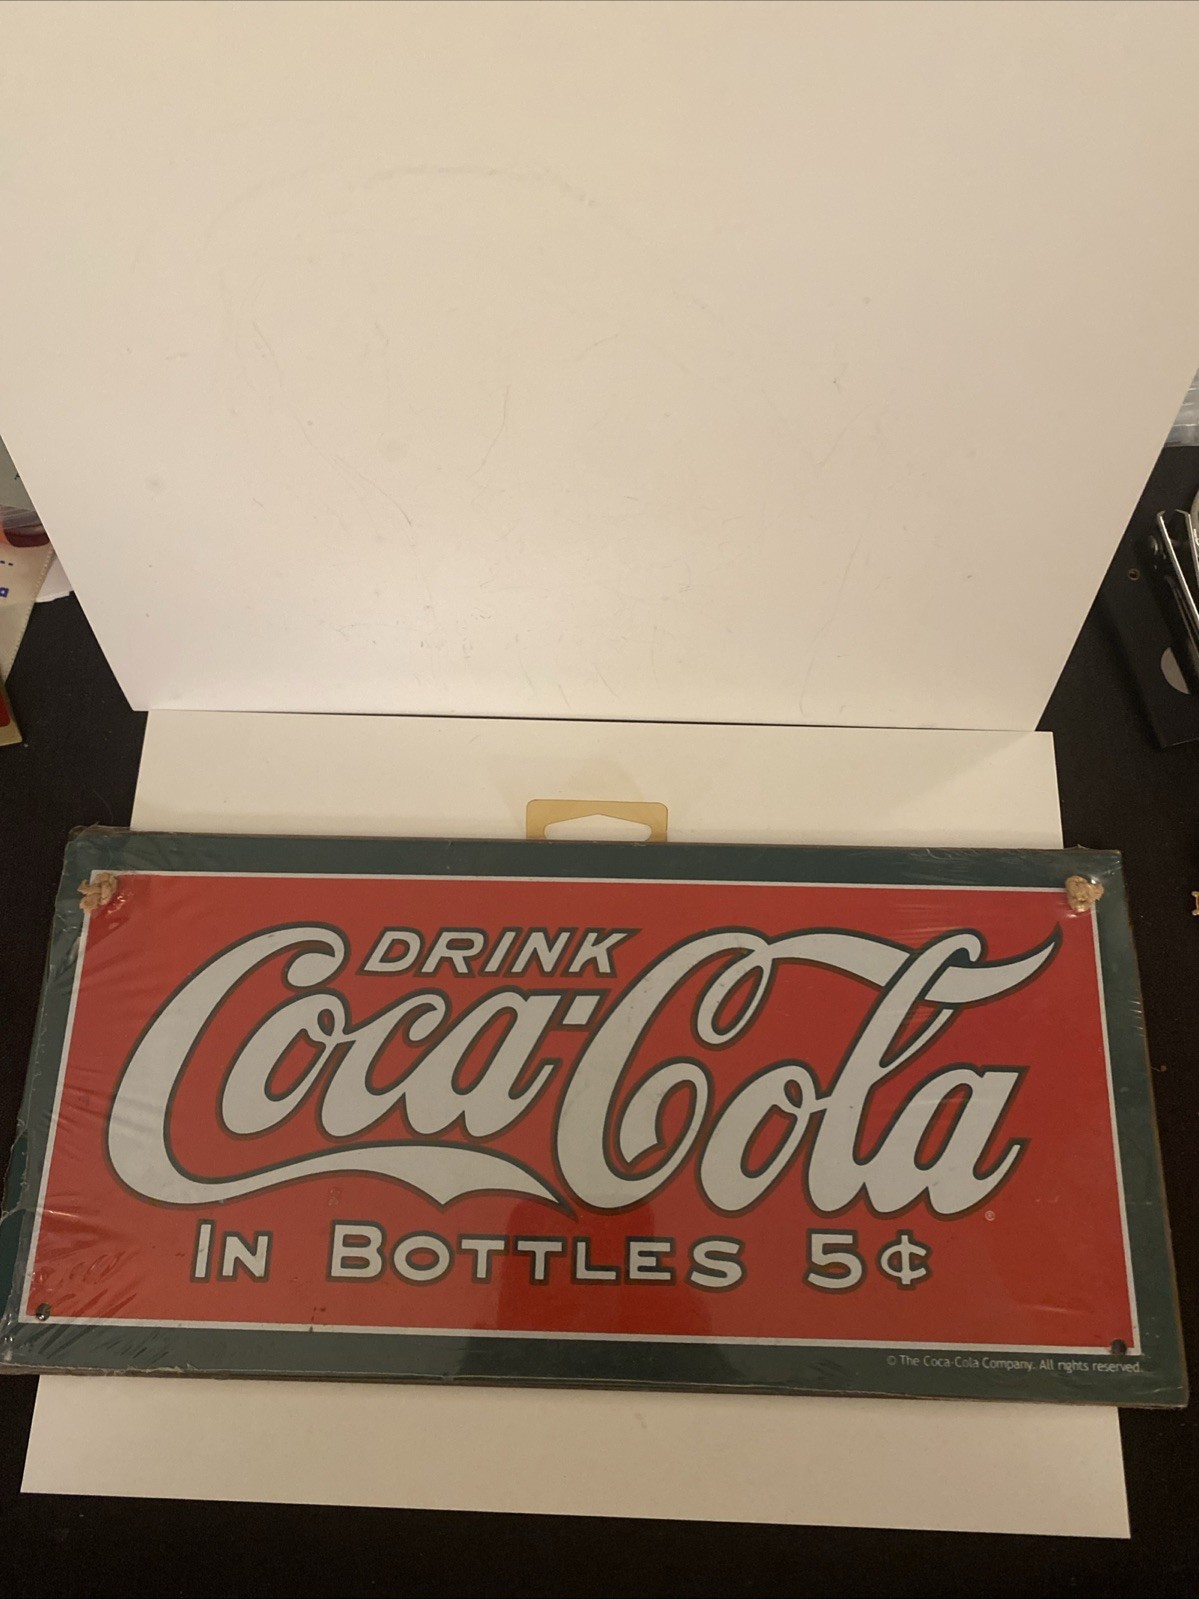 DRINK
Coca-Cola
®
IN BOTTLES 5¢
© The Coca-Cola Company. All rights reserved.